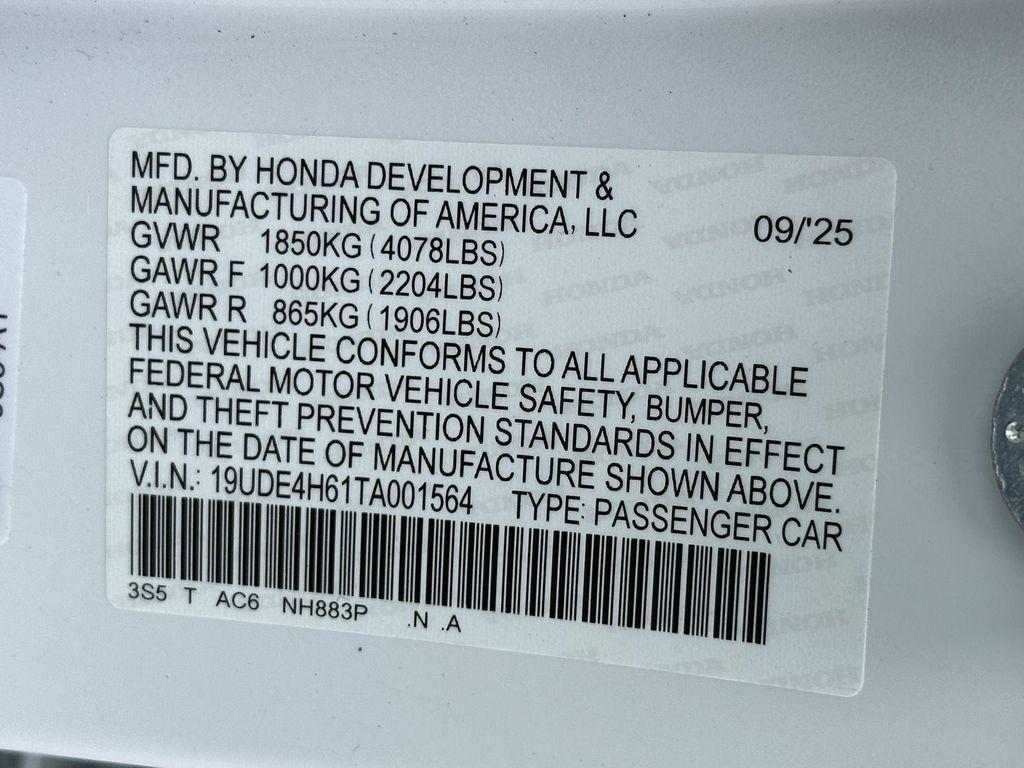 MFD. BY HONDA DEVELOPMENT &
MANUFACTURING OF AMERICA, LLC
09/'25
GVWR 1850KG (4078LBS)
GAWR F 1000KG (2204LBS)
GAWR R 865KG (1906LBS)
THIS VEHICLE CONFORMS TO ALL APPLICABLE
FEDERAL MOTOR VEHICLE SAFETY, BUMPER,
AND THEFT PREVENTION STANDARDS IN EFFECT
ON THE DATE OF MANUFACTURE SHOWN ABOVE.
V.I.N.: 19UDE4H61TA001564 TYPE: PASSENGER CAR
3S5 T AC6 NH883P .N .A